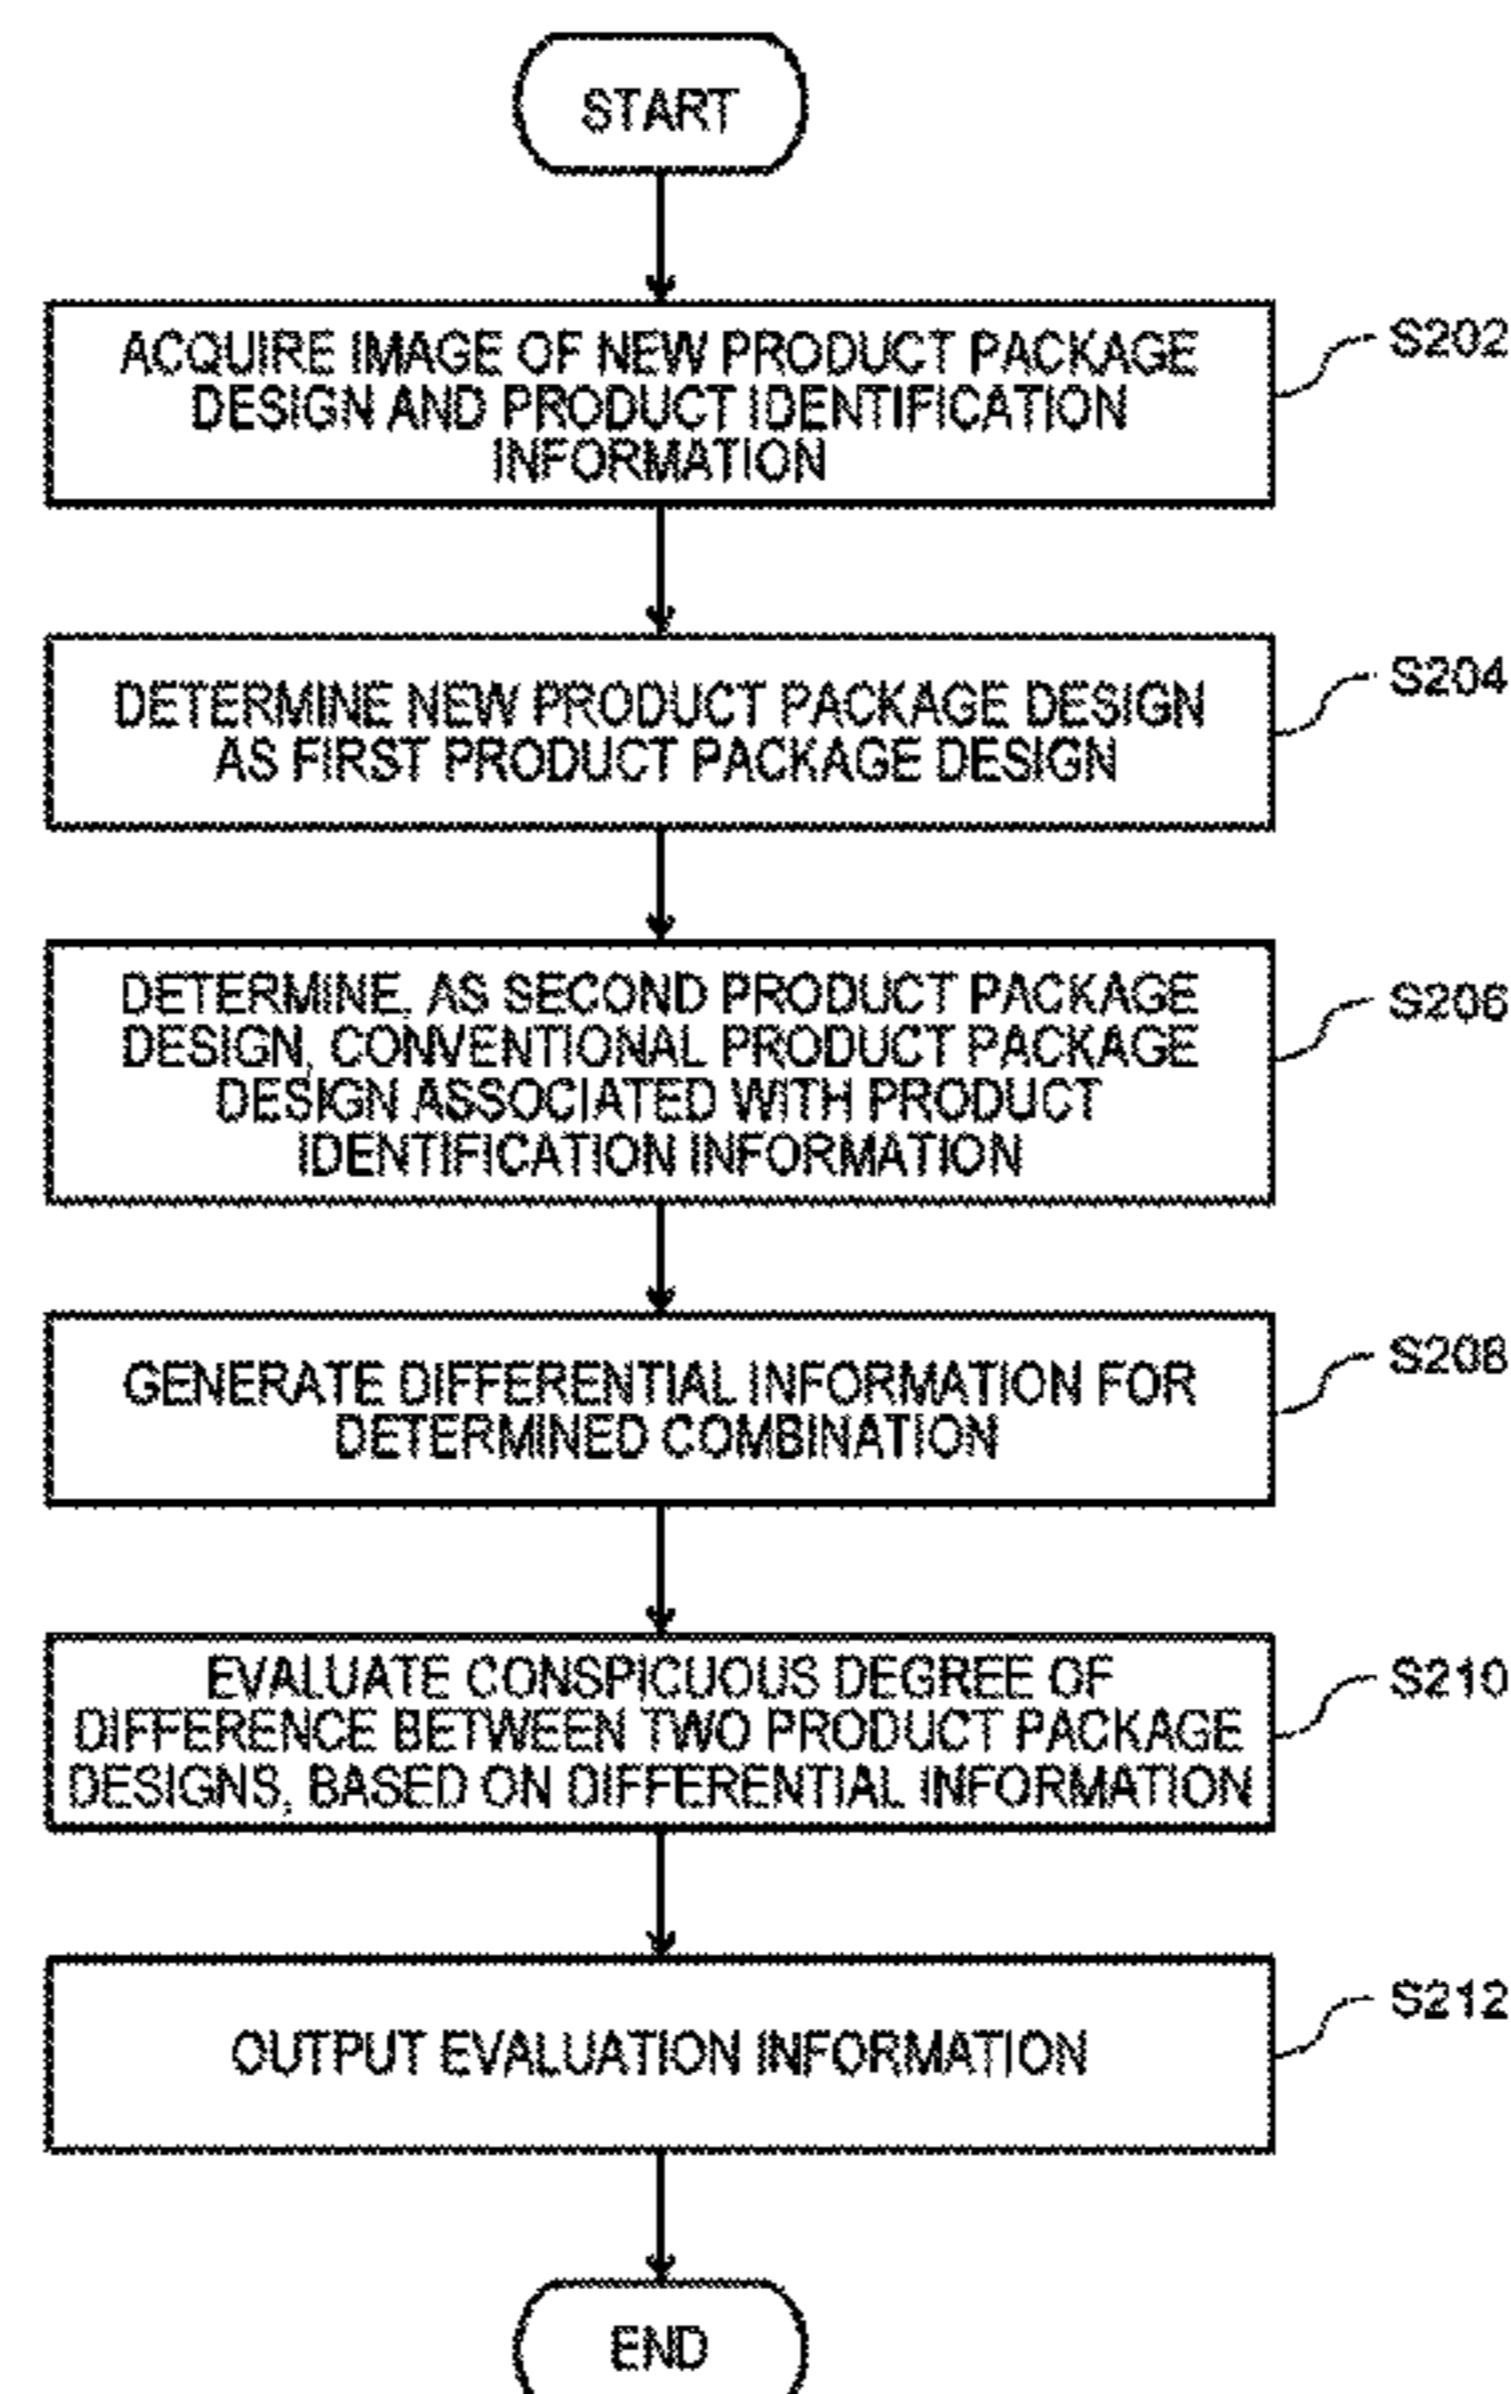 START
ACQUIRE IMAGE OF NEW PRODUCT PACKAGE
DESIGN AND PRODUCT IDENTIFICATION
INFORMATION
S202
DETERMINE NEW PRODUCT PACKAGE DESIGN
AS FIRST PRODUCT PACKAGE DESIGN
S204
DETERMINE, AS SECOND PRODUCT PACKAGE
DESIGN, CONVENTIONAL PRODUCT PACKAGE
DESIGN ASSOCIATED WITH PRODUCT
IDENTIFICATION INFORMATION
S206
GENERATE DIFFERENTIAL INFORMATION FOR
DETERMINED COMBINATION
S208
EVALUATE CONSPICUOUS DEGREE OF
DIFFERENCE BETWEEN TWO PRODUCT PACKAGE
DESIGNS, BASED ON DIFFERENTIAL INFORMATION
S210
OUTPUT EVALUATION INFORMATION
S212
END